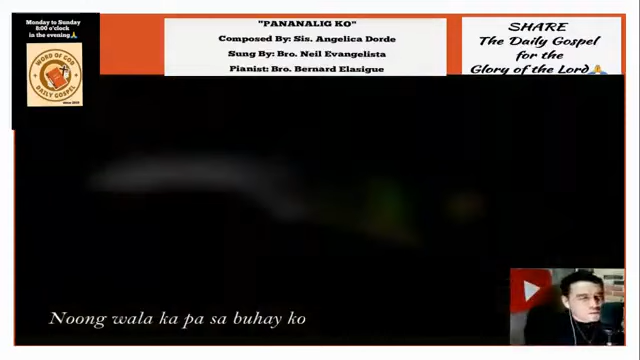 Monday to Sunday
8:00 o'clock
in the evening🙏
WORD OF GOD
DAILY GOSPEL
"PANANALIG KO"
Composed By: Sis. Angelica Dorde
Sung By: Bro. Neil Evangelista
Pianist: Bro. Bernard Elasigue
SHARE
The Daily Gospel
for the
Glory of the Lord🙏
Noong wala ka pa sa buhay ko